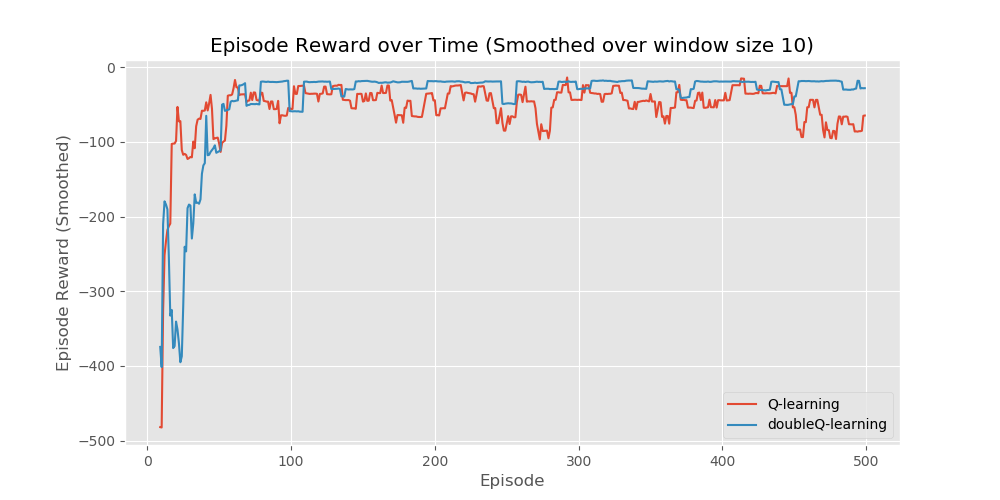 Episode Reward over Time (Smoothed over window size 10)
Episode Reward (Smoothed)
0
−100
−200
−300
−400
−500
Q-learning
doubleQ-learning
0 100 200 300 400 500
Episode